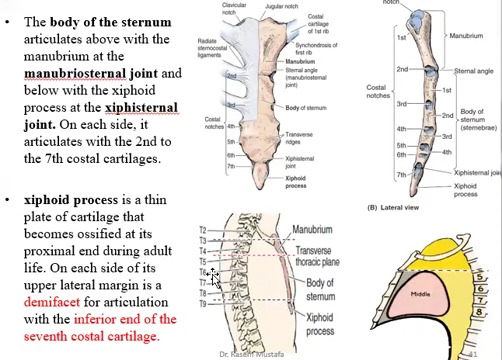 • The body of the sternum
articulates above with the
manubrium at the
manubriosternal joint and
below with the xiphoid
process at the xiphisternal
joint. On each side, it
articulates with the 2nd to
the 7th costal cartilages.
• xiphoid process is a thin
plate of cartilage that
becomes ossified at its
proximal end during adult
life. On each side of its
upper lateral margin is a
demifacet for articulation
with the inferior end of the
seventh costal cartilage.
Clavicular
notch
Jugular notch
Costal
cartilage
of 1st rib
Radiate
sternocostal
ligaments
Synchondrosis of
first rib
Manubrium
Sternal angle
(manubriosternal
joint)
2nd
3rd
Body of sternum
Costal
notches
4th
5th
6th
7th
Transverse
ridges
Xiphisternal
joint
Xiphoid
process
notch
1st
Manubrium
2nd
Sternal angle
Costal
notches
1st
3rd
2nd
Body of
sternum
(sternebrae)
4th
3rd
5th
6th
4th
7th
Xiphisternal joint
Xiphoid
process
(B) Lateral view
T2
T3
T4
T5
T6
T7
T8
T9
Manubrium
Transverse
thoracic plane
Body of
sternum
Xiphoid
process
Middle
5
6
7
8
Dr. Rasem Mustafa
41